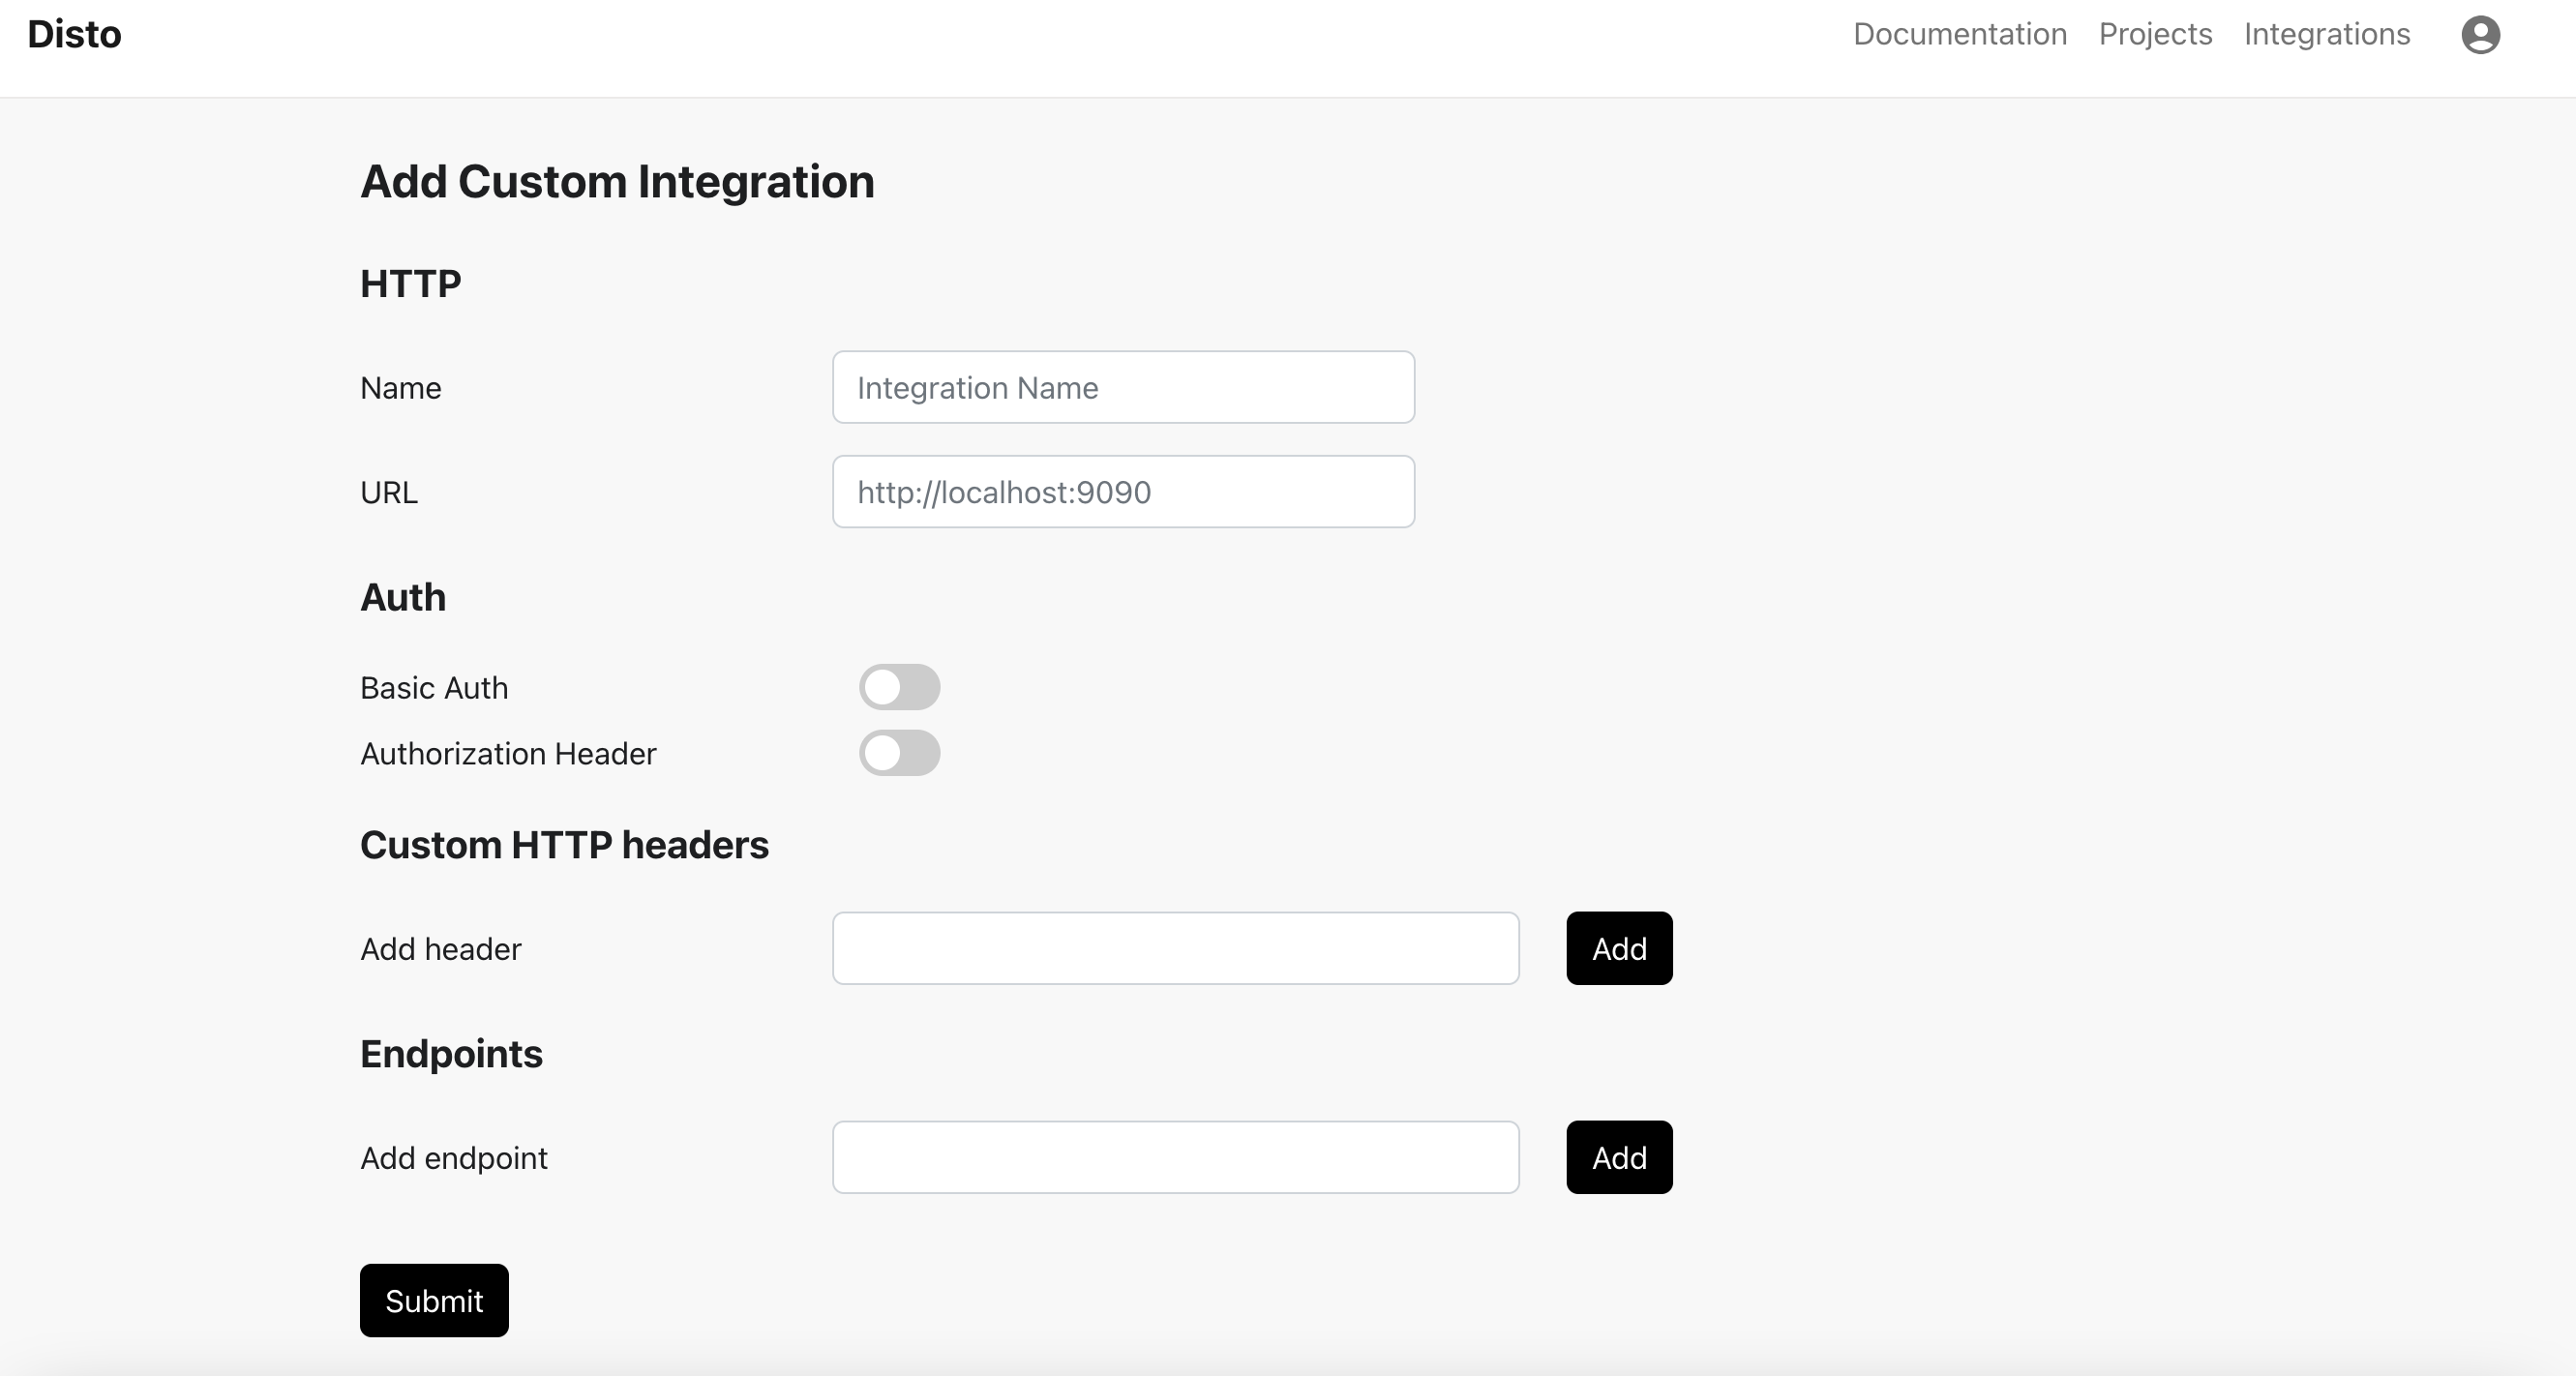 Disto
Documentation Projects Integrations
Add Custom Integration
HTTP
Name
Integration Name
URL
http://localhost:9090
Auth
Basic Auth
Authorization Header
Custom HTTP headers
Add header
Add
Endpoints
Add endpoint
Add
Submit